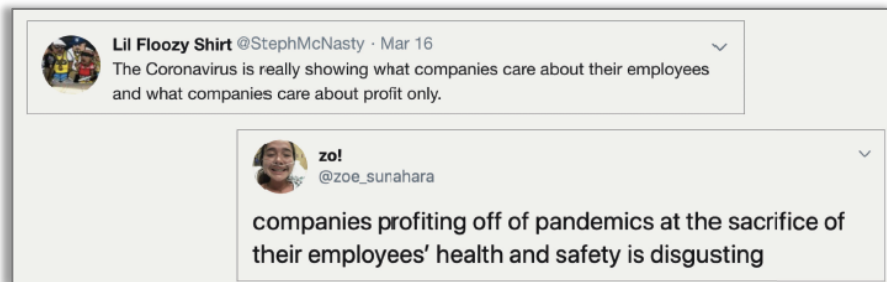 Lil Floozy Shirt @StephMcNasty · Mar 16
The Coronavirus is really showing what companies care about their employees
and what companies care about profit only.
zo!
@zoe_sunahara
companies profiting off of pandemics at the sacrifice of
their employees' health and safety is disgusting